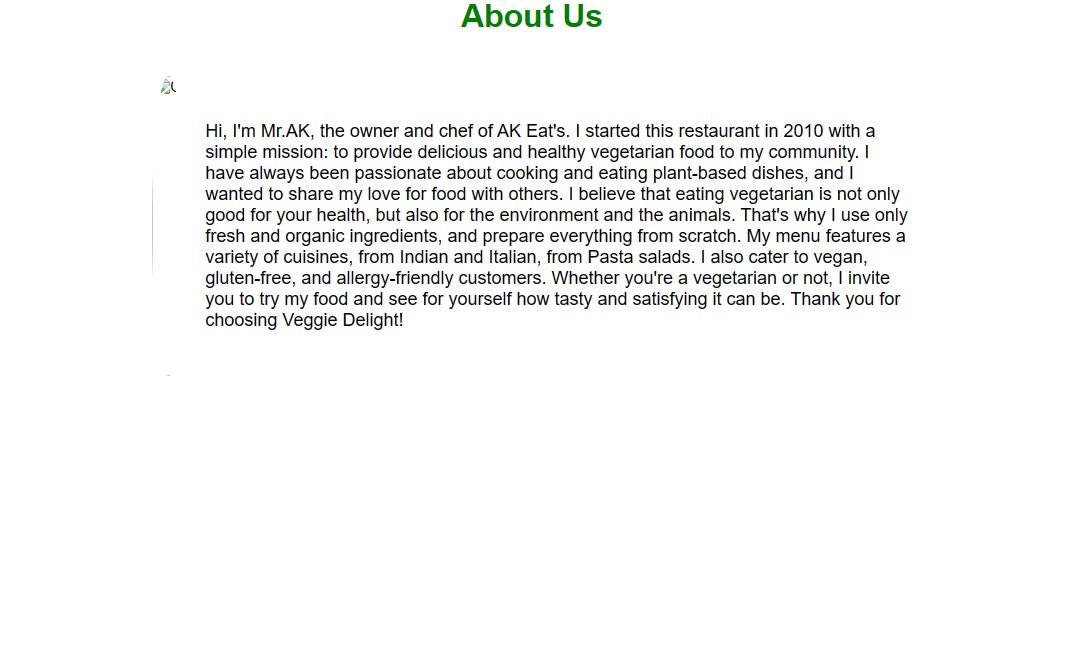 About Us
Hi, I'm Mr.AK, the owner and chef of AK Eat's. I started this restaurant in 2010 with a
simple mission: to provide delicious and healthy vegetarian food to my community. I
have always been passionate about cooking and eating plant-based dishes, and I
wanted to share my love for food with others. I believe that eating vegetarian is not only
good for your health, but also for the environment and the animals. That's why I use only
fresh and organic ingredients, and prepare everything from scratch. My menu features a
variety of cuisines, from Indian and Italian, from Pasta salads. I also cater to vegan,
gluten-free, and allergy-friendly customers. Whether you're a vegetarian or not, I invite
you to try my food and see for yourself how tasty and satisfying it can be. Thank you for
choosing Veggie Delight!